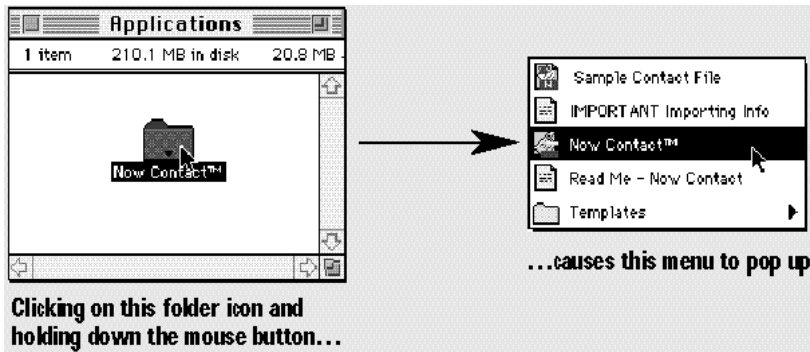 Applications
1 item 210.1 MB in disk 20.8 MB
Now Contact™
Clicking on this folder icon and
holding down the mouse button...
Sample Contact File
IMPORTANT Importing Info
Now Contact™
Read Me - Now Contact
Templates
...causes this menu to pop up